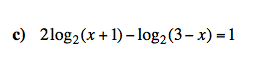 c) 2log₂(x + 1) – log₂(3 – x) = 1